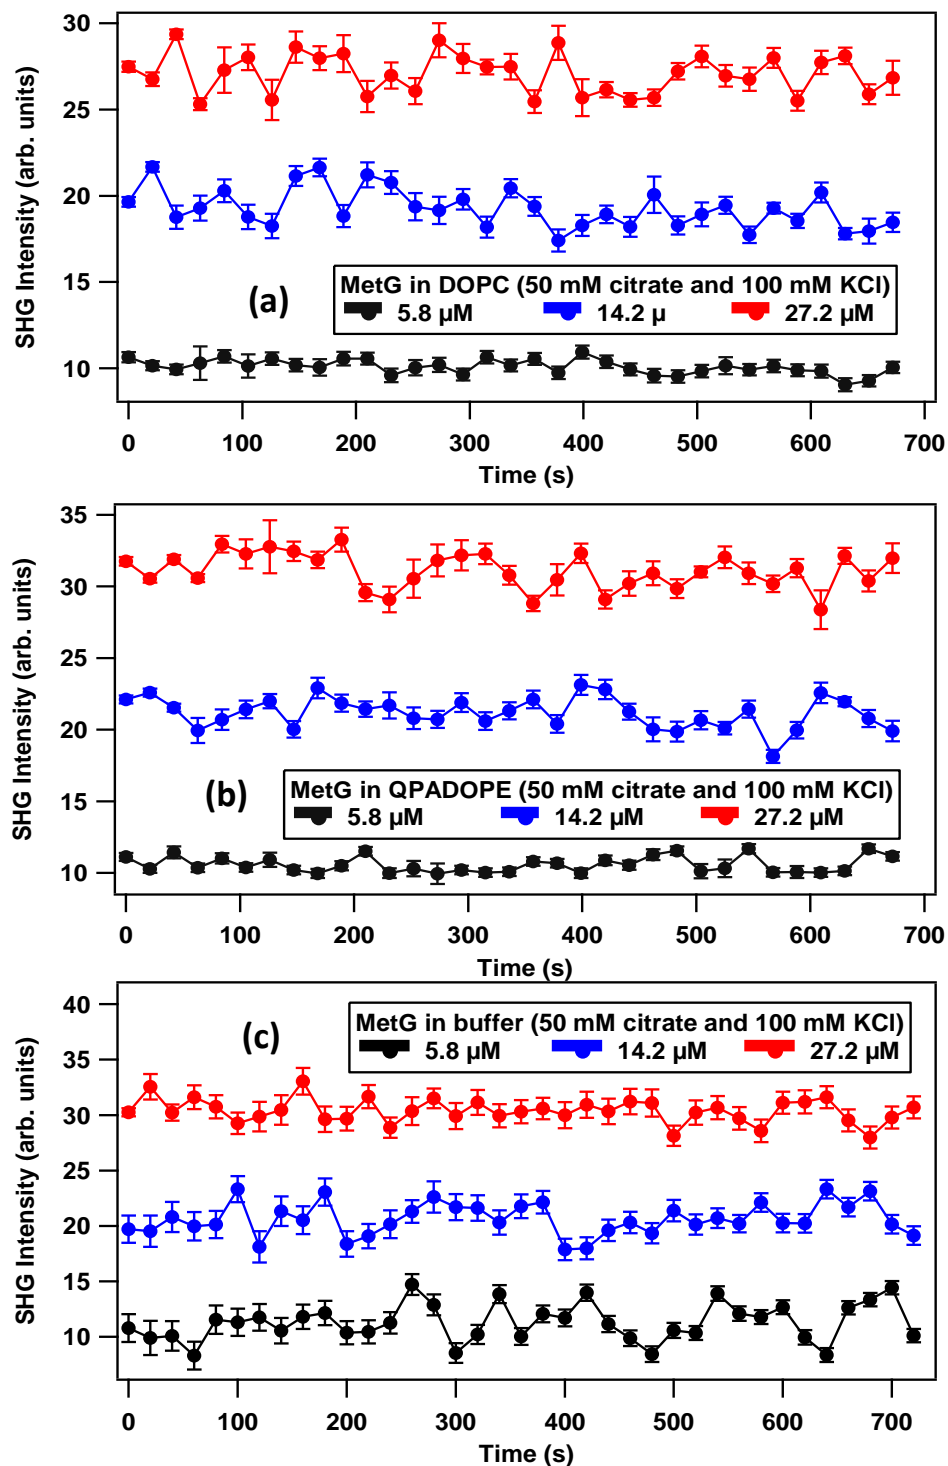 30
25
20
15
10
SHG Intensity (arb. units)
(a)
MetG in DOPC (50 mM citrate and 100 mM KCl)
5.8 µM 14.2 µ 27.2 µM
0 100 200 300 400 500 600 700
Time (s)
35
30
25
20
15
10
SHG Intensity (arb. units)
(b)
MetG in QPADOPE (50 mM citrate and 100 mM KCl)
5.8 µM 14.2 µM 27.2 µM
0 100 200 300 400 500 600 700
Time (s)
40
35
30
25
20
15
10
SHG Intensity (arb. units)
(c)
MetG in buffer (50 mM citrate and 100 mM KCl)
5.8 µM 14.2 µM 27.2 µM
0 100 200 300 400 500 600 700
Time (s)